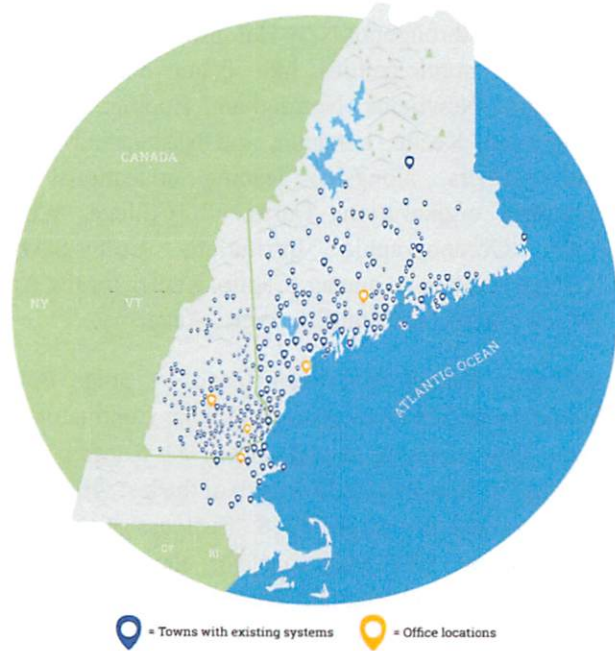 CANADA
NY
VT
ATLANTIC OCEAN
CT
RI
= Towns with existing systems
= Office locations